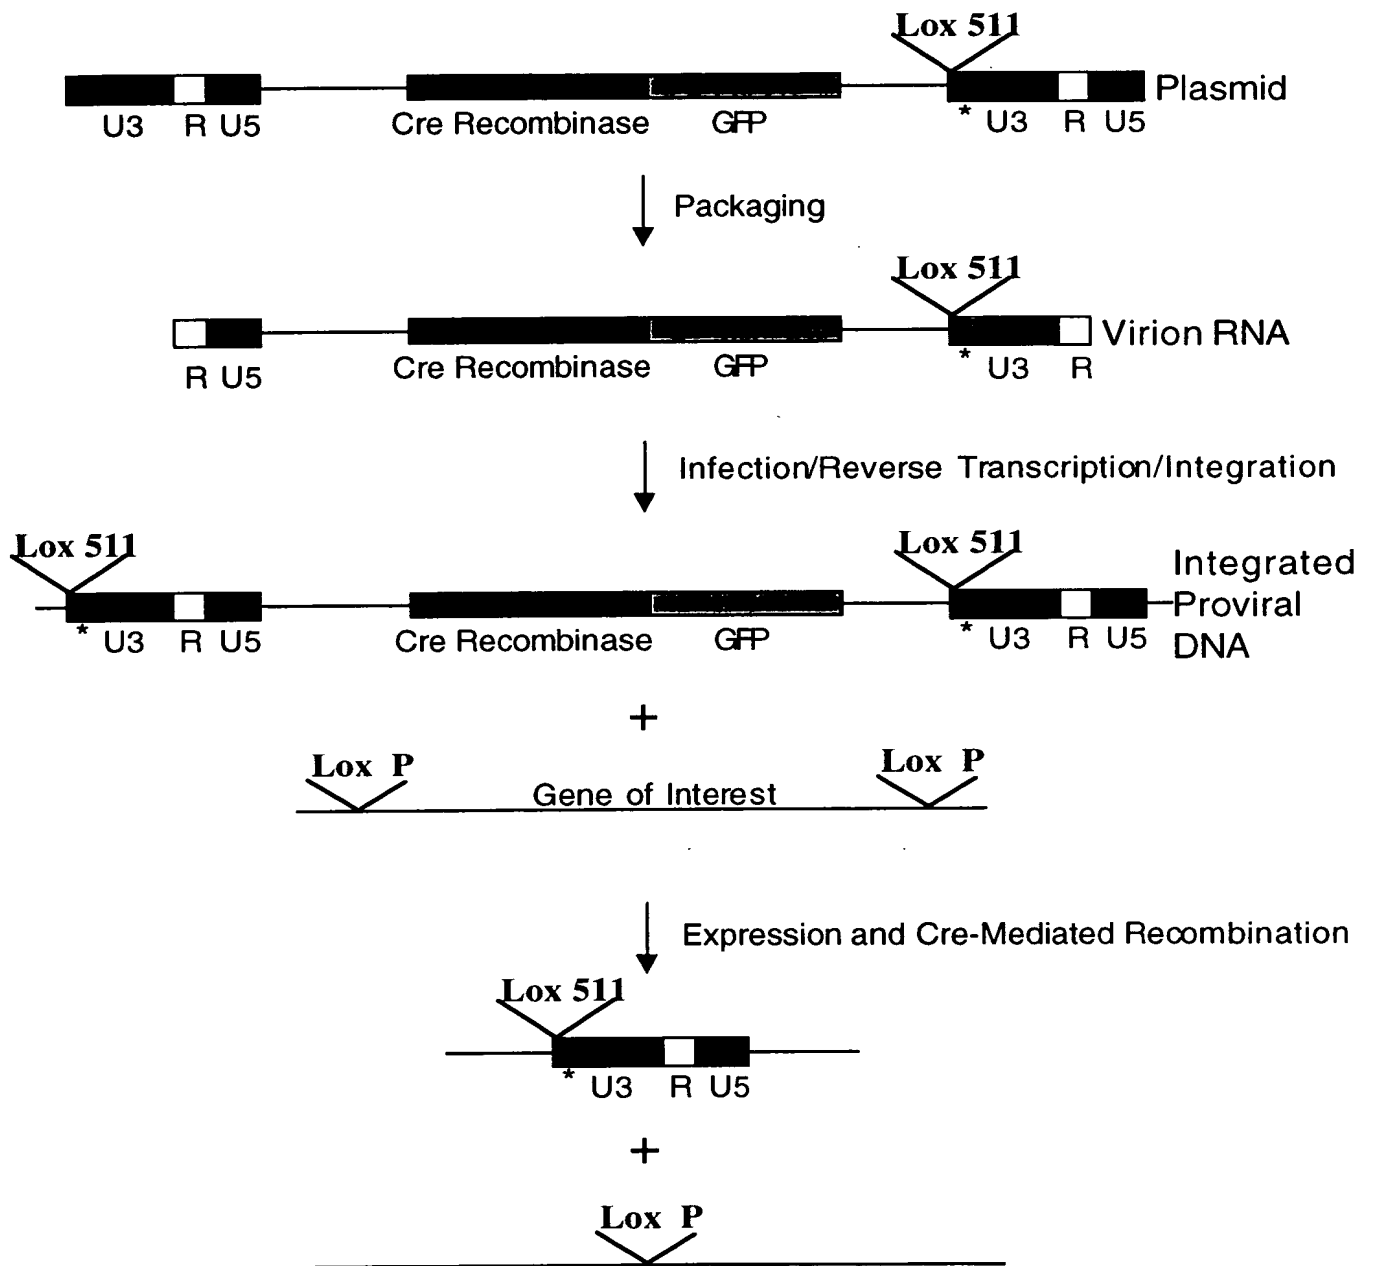 Lox 511
Plasmid
U3 R U5 Cre Recombinase GFP * U3 R U5
Packaging
Lox 511
Virion RNA
R U5 Cre Recombinase GFP * U3 R
Infection/Reverse Transcription/Integration
Lox 511 Lox 511
Integrated
Proviral
DNA
* U3 R U5 Cre Recombinase GFP * U3 R U5
+
Lox P Lox P
Gene of Interest
Expression and Cre-Mediated Recombination
Lox 511
* U3 R U5
+
Lox P